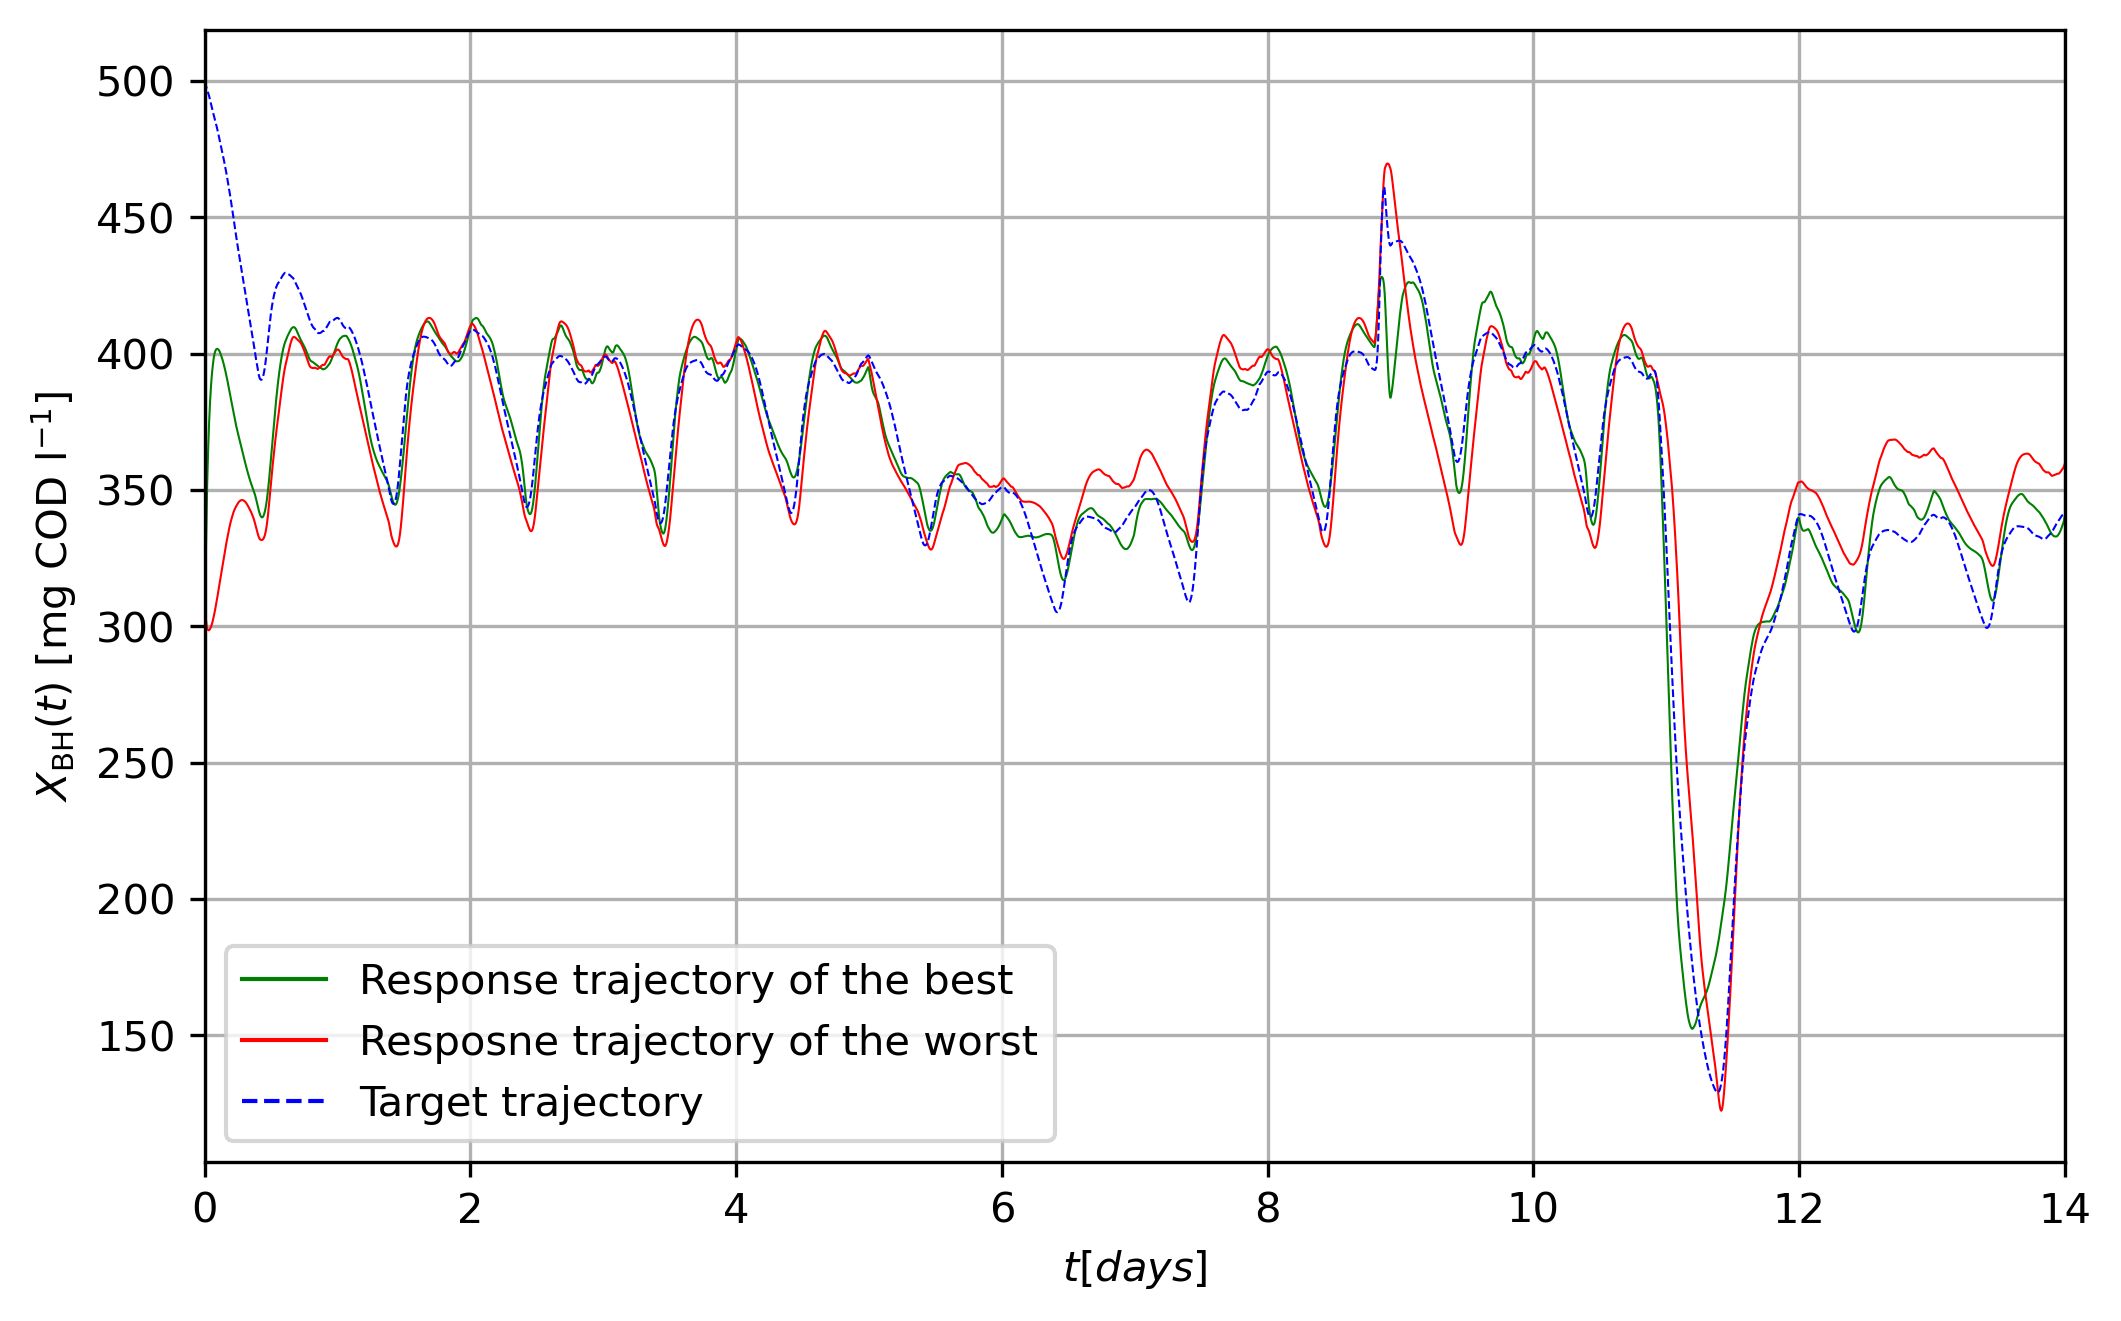 500
450
400
350
300
250
200
150
X_BH(t) [mg COD l⁻¹]
Response trajectory of the best
Resposne trajectory of the worst
Target trajectory
0 2 4 6 8 10 12 14
t[days]